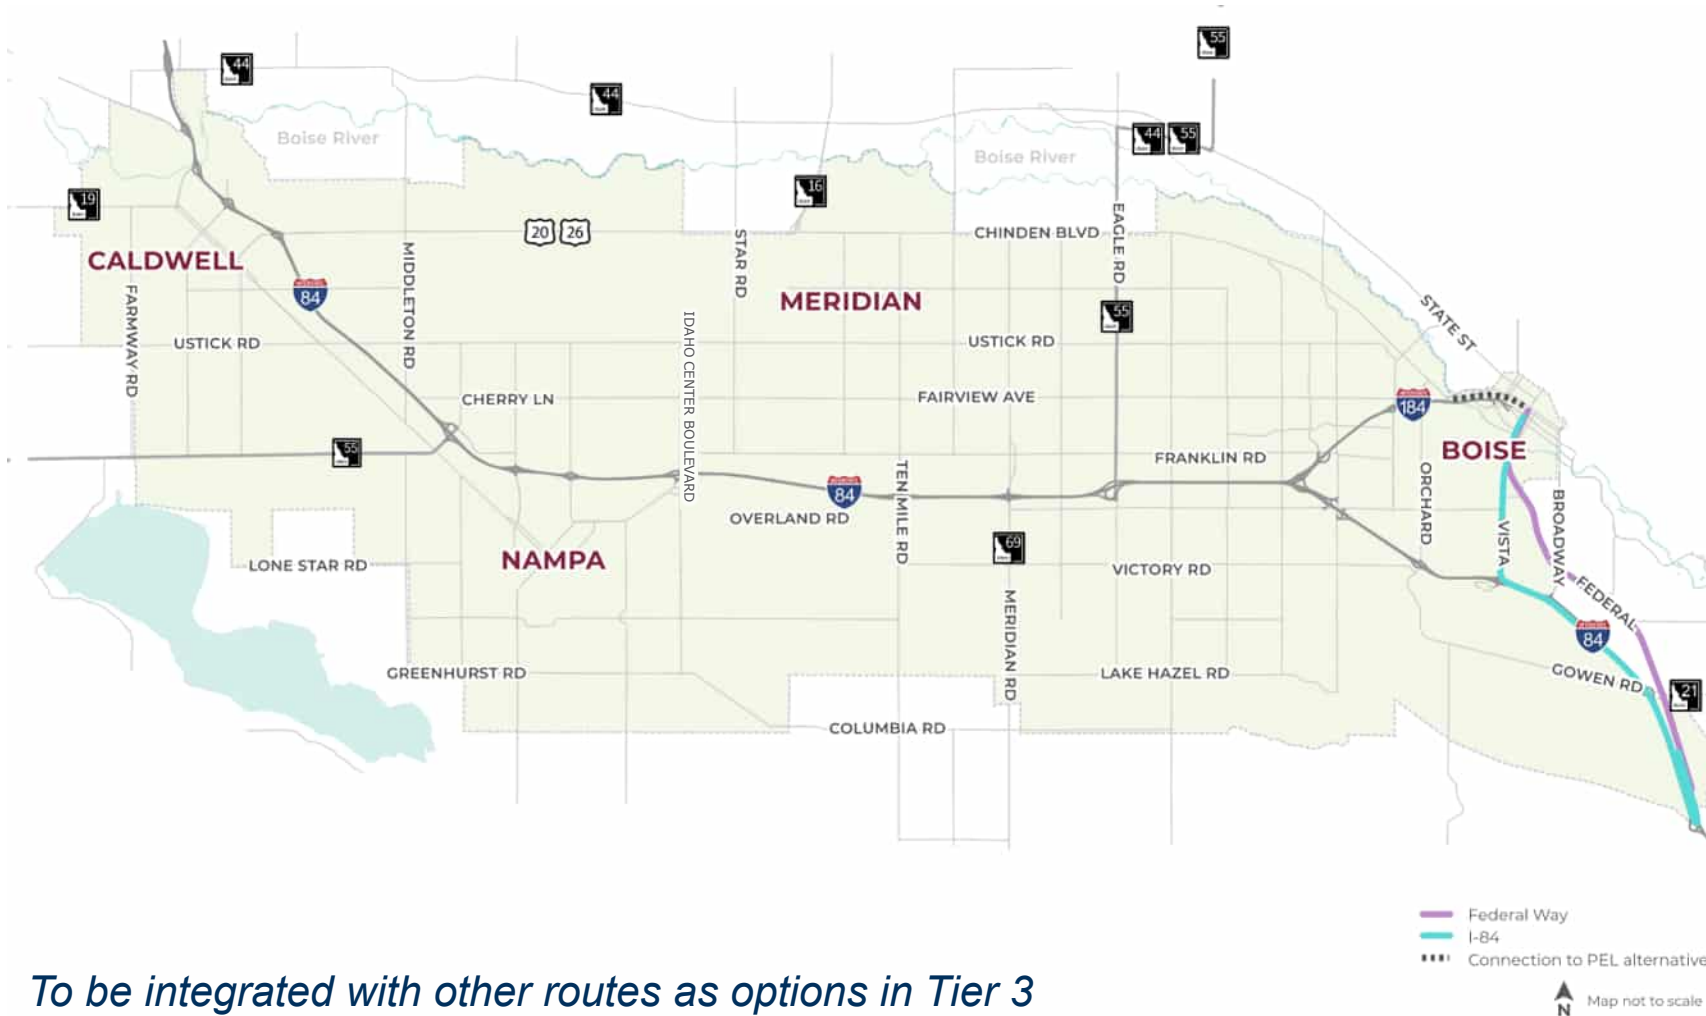 55
44
44
44 55
Boise River
Boise River
16
19
20 26
EAGLE RD
CHINDEN BLVD
CALDWELL
MIDDLETON RD
STAR RD
84
MERIDIAN
FARMWAY RD
STATE ST
55
IDAHO CENTER BOULEVARD
USTICK RD
USTICK RD
CHERRY LN
FAIRVIEW AVE
184
55
BOISE
FRANKLIN RD
ORCHARD
TEN MILE RD
84
OVERLAND RD
VISTA
BROADWAY
69
NAMPA
LONE STAR RD
VICTORY RD
FEDERAL
84
MERIDIAN RD
GREENHURST RD
LAKE HAZEL RD
GOWEN RD
21
COLUMBIA RD
Federal Way
I-84
Connection to PEL alternative
To be integrated with other routes as options in Tier 3
N
Map not to scale